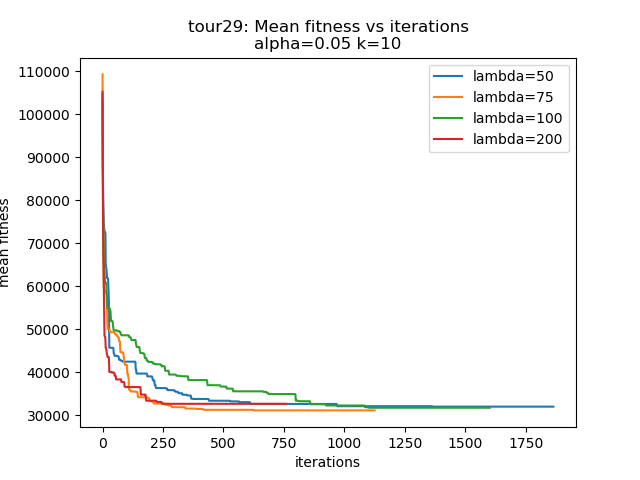 tour29: Mean fitness vs iterations
alpha=0.05 k=10
110000
100000
90000
80000
70000
60000
50000
40000
30000
mean fitness
lambda=50
lambda=75
lambda=100
lambda=200
0
250
500
750
1000
1250
1500
1750
iterations